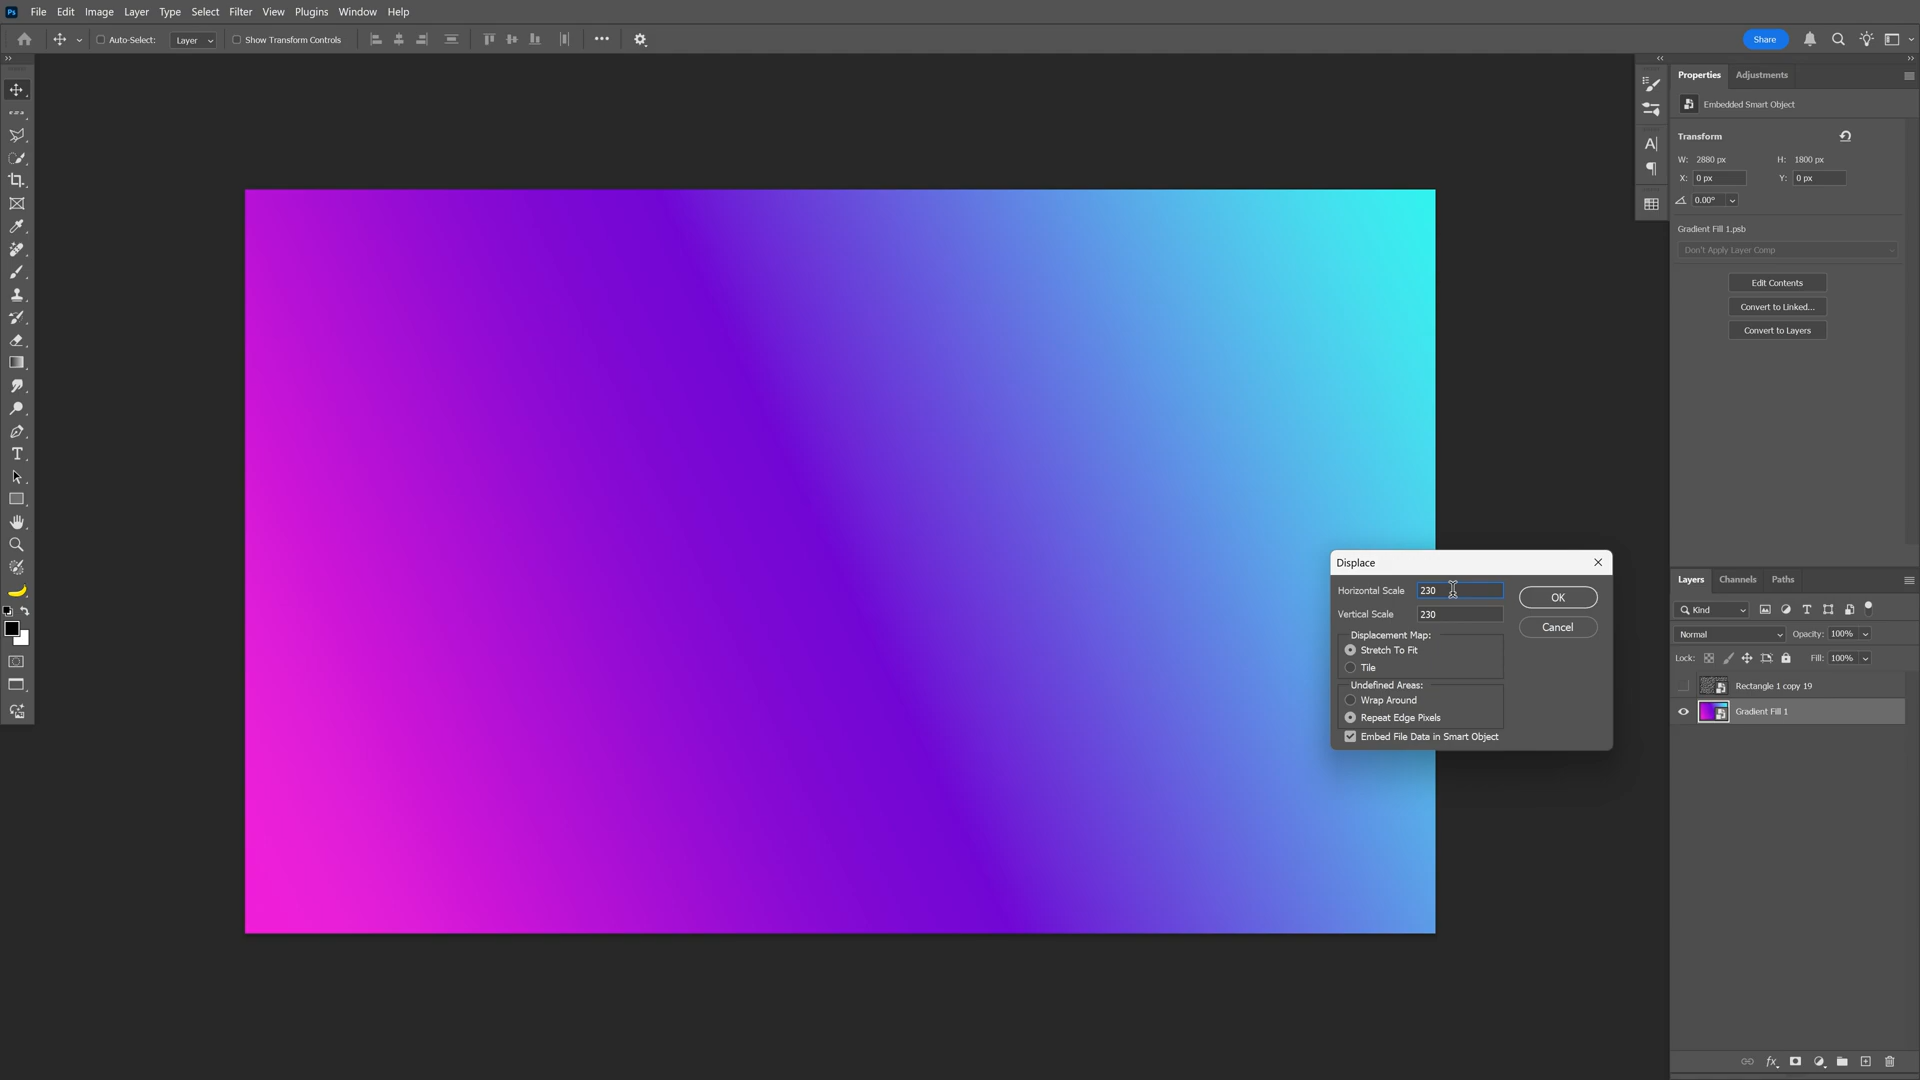 Ps File Edit Image Layer Type Select Filter View Plugins Window Help
Auto-Select: Layer Show Transform Controls Share
Properties Adjustments
Embedded Smart Object
Transform
W: 2880 px H: 1800 px
X: 0 px Y: 0 px
0.00°
Gradient Fill 1.psb
Don't Apply Layer Comp
Edit Contents
Convert to Linked...
Convert to Layers
Displace
Horizontal Scale 230
OK
Vertical Scale 230
Cancel
Displacement Map:
Stretch To Fit
Tile
Undefined Areas:
Wrap Around
Repeat Edge Pixels
Embed File Data in Smart Object
Layers Channels Paths
Kind
Normal Opacity: 100%
Lock: Fill: 100%
Rectangle 1 copy 19
Gradient Fill 1
fx